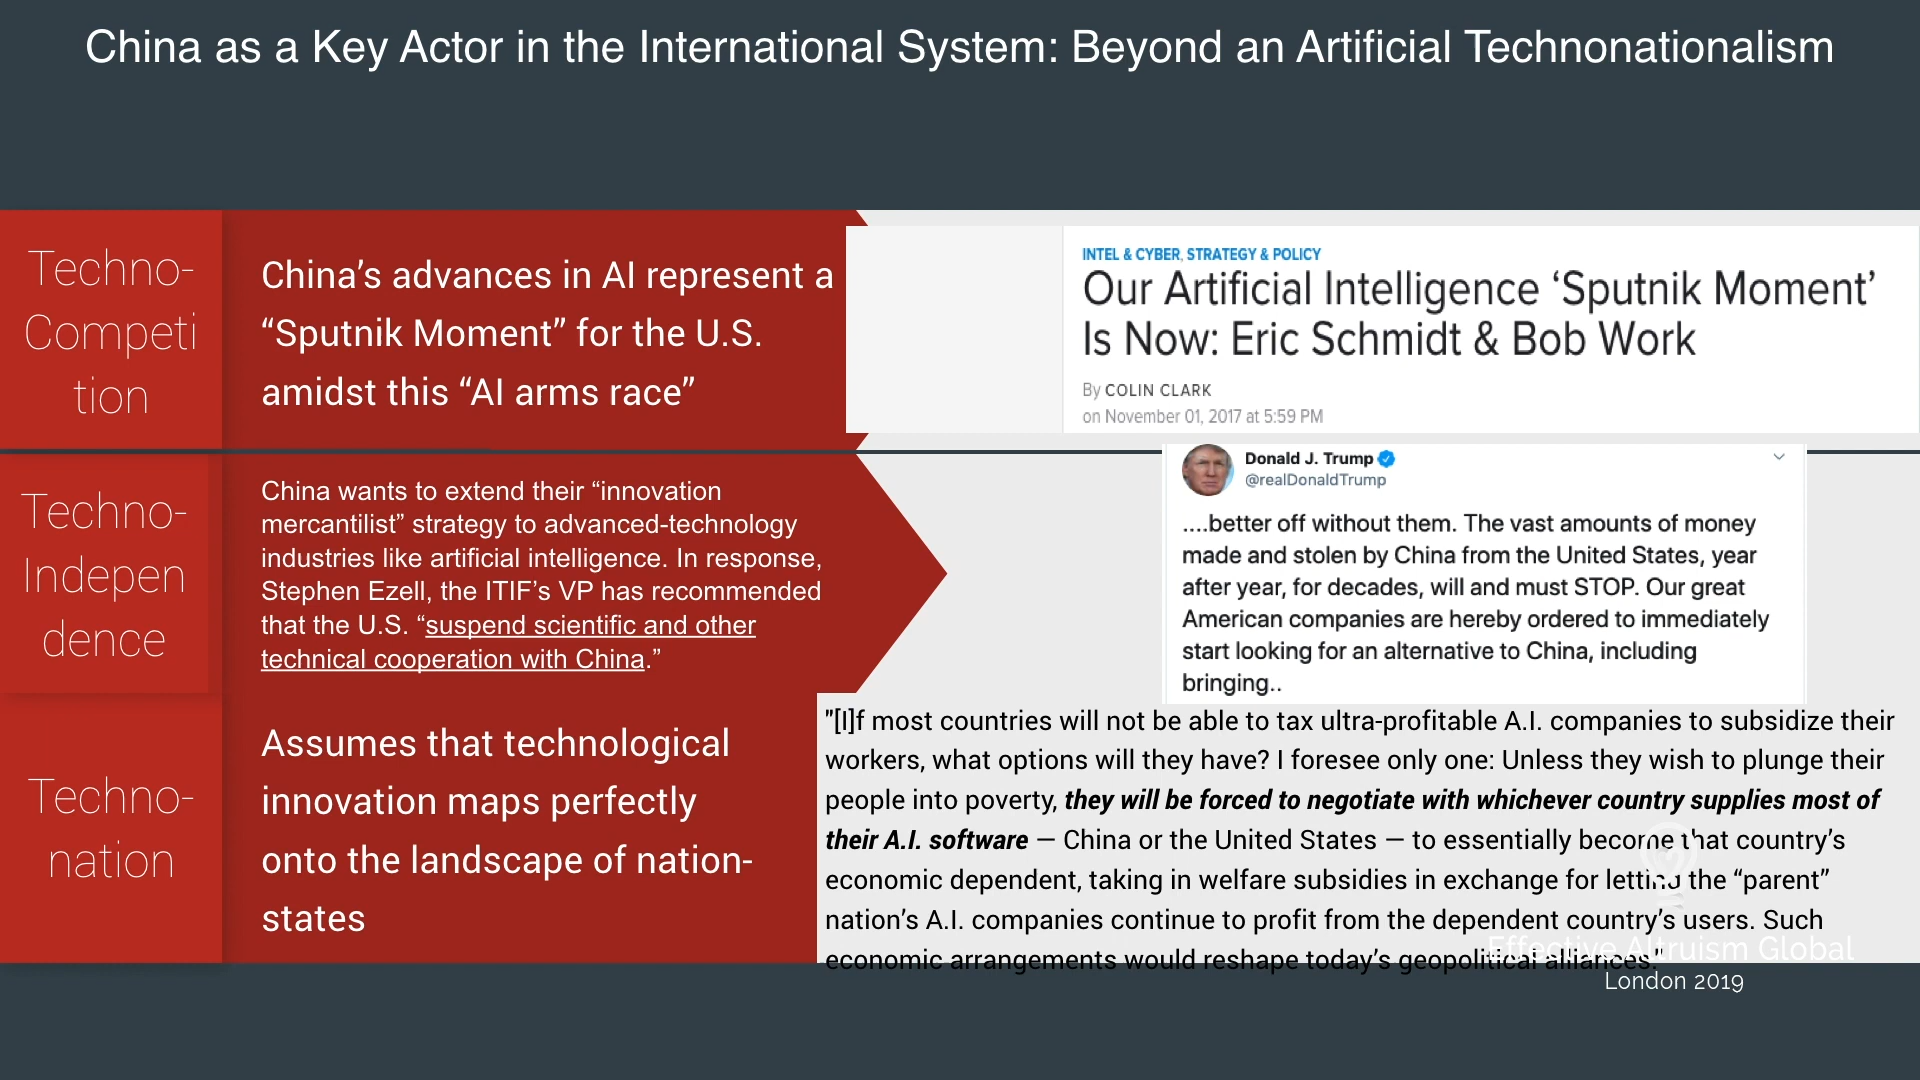 China as a Key Actor in the International System: Beyond an Artificial Technonationalism
Techno-
Competi
tion
China’s advances in AI represent a
“Sputnik Moment” for the U.S.
amidst this “AI arms race”
INTEL & CYBER, STRATEGY & POLICY
Our Artificial Intelligence ‘Sputnik Moment’
Is Now: Eric Schmidt & Bob Work
By COLIN CLARK
on November 01, 2017 at 5:59 PM
Techno-
Indepen
dence
China wants to extend their “innovation
mercantilist” strategy to advanced-technology
industries like artificial intelligence. In response,
Stephen Ezell, the ITIF’s VP has recommended
that the U.S. “suspend scientific and other
technical cooperation with China.”
Donald J. Trump
@realDonaldTrump
....better off without them. The vast amounts of money
made and stolen by China from the United States, year
after year, for decades, will and must STOP. Our great
American companies are hereby ordered to immediately
start looking for an alternative to China, including
bringing..
Techno-
nation
Assumes that technological
innovation maps perfectly
onto the landscape of nation-
states
"[I]f most countries will not be able to tax ultra-profitable A.I. companies to subsidize their
workers, what options will they have? I foresee only one: Unless they wish to plunge their
people into poverty, they will be forced to negotiate with whichever country supplies most of
their A.I. software — China or the United States — to essentially become that country’s
economic dependent, taking in welfare subsidies in exchange for letting the “parent”
nation’s A.I. companies continue to profit from the dependent country’s users. Such
economic arrangements would reshape today’s geopolitical alliances."
Effective Altruism Global
London 2019